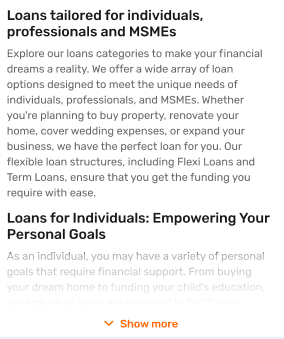 Loans tailored for individuals,
professionals and MSMEs
Explore our loans categories to make your financial
dreams a reality. We offer a wide array of loan
options designed to meet the unique needs of
individuals, professionals, and MSMEs. Whether
you're planning to buy property, renovate your
home, cover wedding expenses, or expand your
business, we have the perfect loan for you. Our
flexible loan structures, including Flexi Loans and
Term Loans, ensure that you get the funding you
require with ease.
Loans for Individuals: Empowering Your
Personal Goals
As an individual, you may have a variety of personal
goals that require financial support. From buying
your dream home to funding your child's education,
Show more